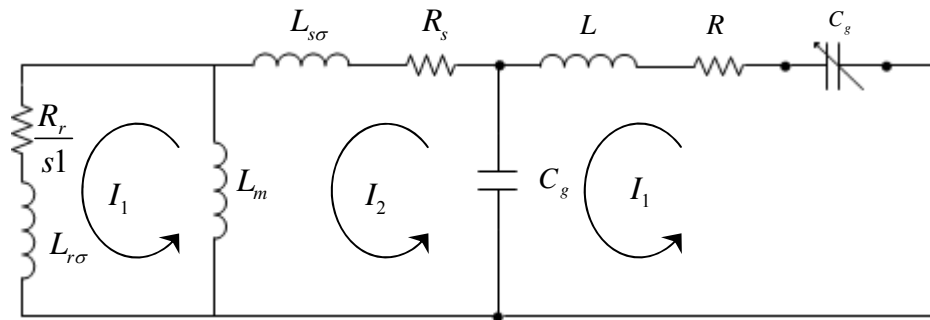 L_{sσ} R_s L R C_g
R_r
s1
L_{rσ}
I_1
L_m
I_2
C_g
I_1